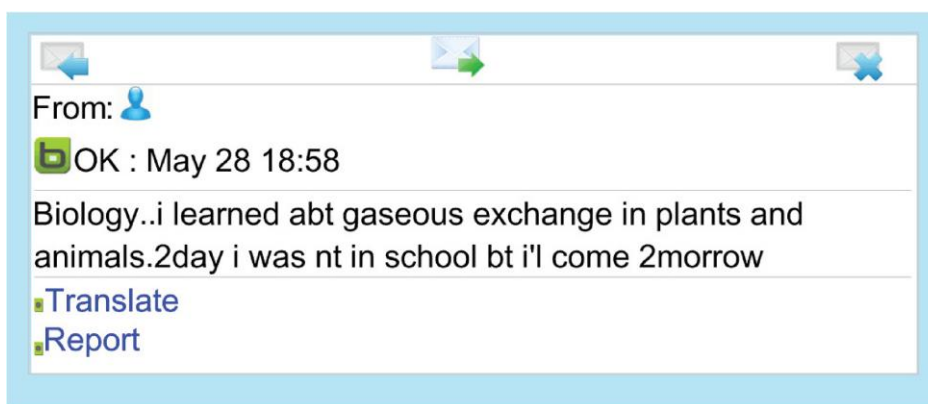 From:
b OK : May 28 18:58
Biology..i learned abt gaseous exchange in plants and
animals.2day i was nt in school bt i'l come 2morrow
Translate
Report